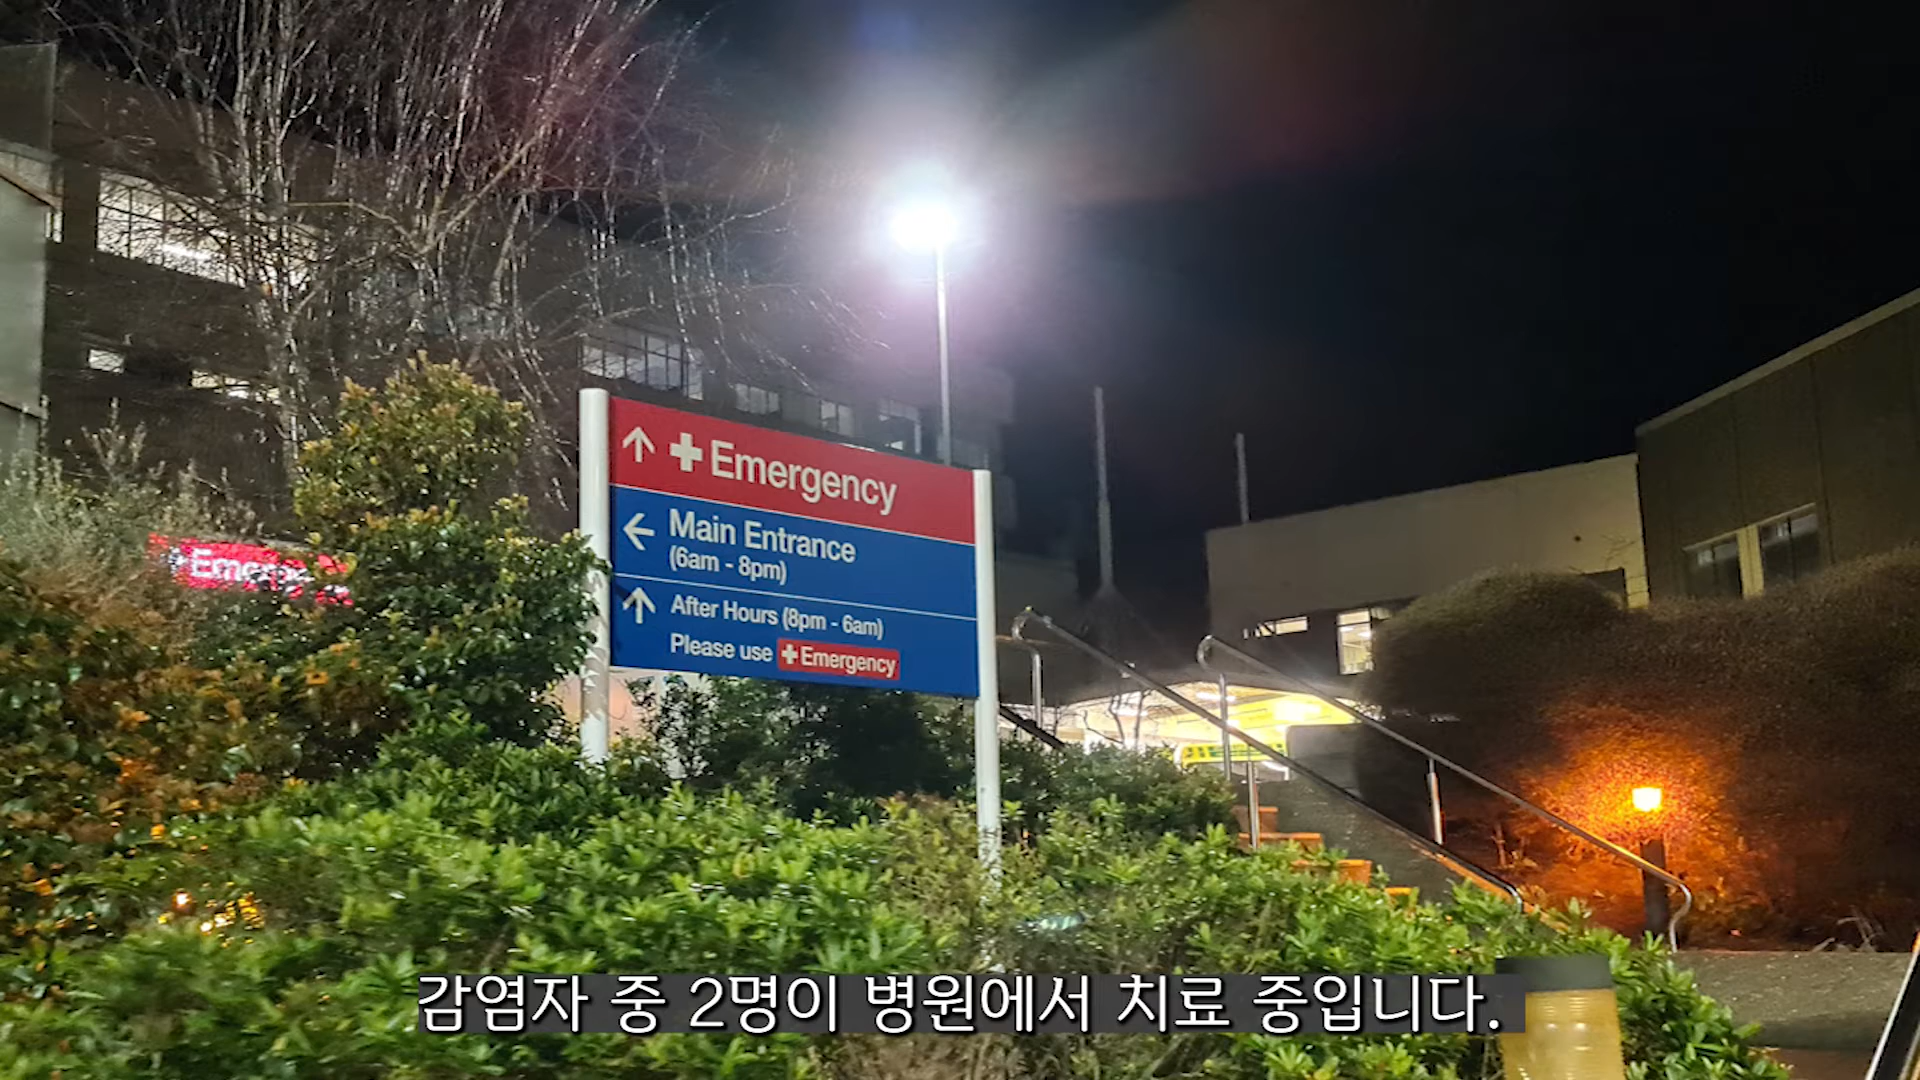 Emergency
Main Entrance
(6am - 8pm)
After Hours (8pm - 6am)
Please use Emergency
감염자 중 2명이 병원에서 치료 중입니다.